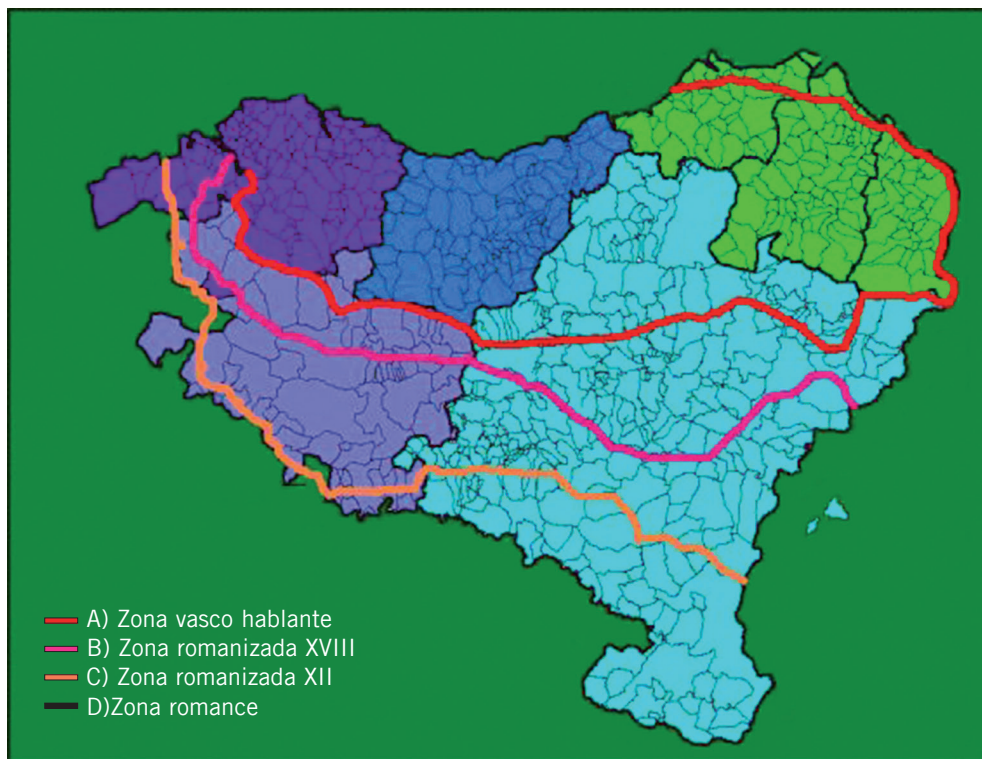 A) Zona vasco hablante
B) Zona romanizada XVIII
C) Zona romanizada XII
D)Zona romance